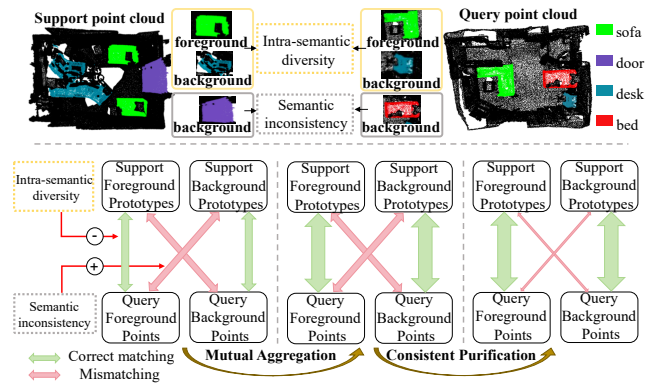 Support point cloud
foreground
background
background
Intra-semantic
diversity
Semantic
inconsistency
foreground
background
background
Query point cloud
sofa
door
desk
bed
Intra-semantic
diversity
-
+
Semantic
inconsistency
Support
Foreground
Prototypes
Support
Background
Prototypes
Query
Foreground
Points
Query
Background
Points
Support
Foreground
Prototypes
Support
Background
Prototypes
Query
Foreground
Points
Query
Background
Points
Support
Foreground
Prototypes
Support
Background
Prototypes
Query
Foreground
Points
Query
Background
Points
Correct matching
Mismatching
Mutual Aggregation
Consistent Purification